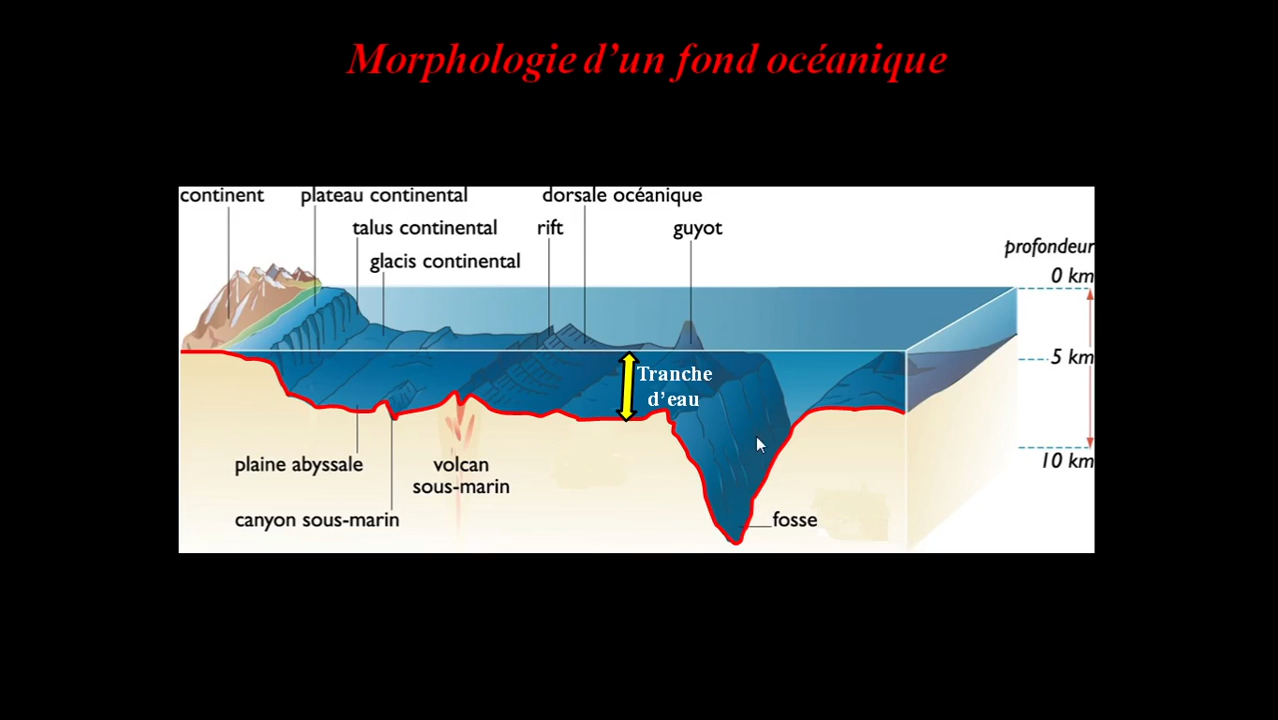 Morphologie d'un fond océanique
continent
plateau continental
dorsale océanique
talus continental
rift
guyot
profondeur
glacis continental
0 km
5 km
Tranche
d'eau
plaine abyssale
volcan
sous-marin
10 km
canyon sous-marin
fosse